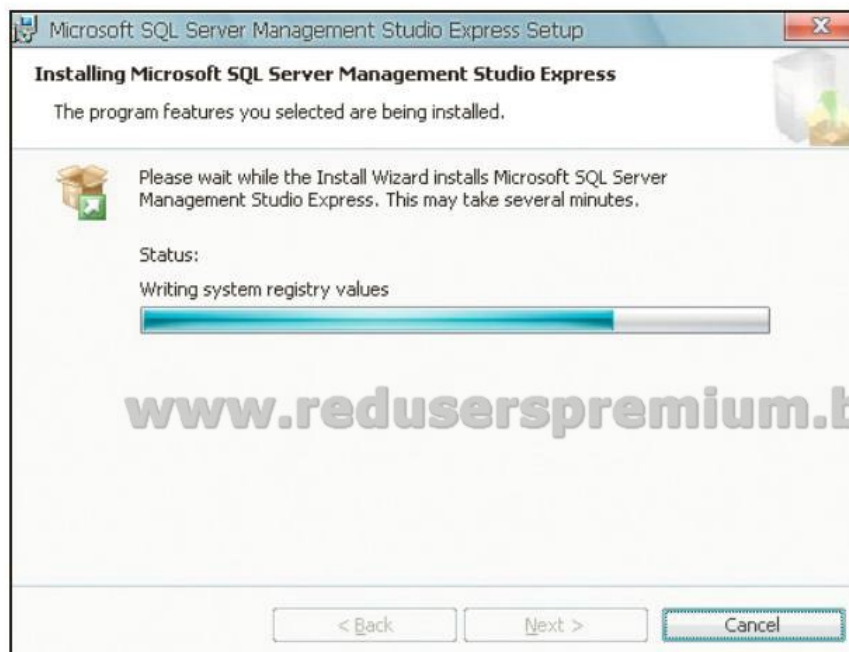 Microsoft SQL Server Management Studio Express Setup
Installing Microsoft SQL Server Management Studio Express
The program features you selected are being installed.
Please wait while the Install Wizard installs Microsoft SQL Server
Management Studio Express. This may take several minutes.
Status:
Writing system registry values
www.reduserspremium.b
< Back Next > Cancel